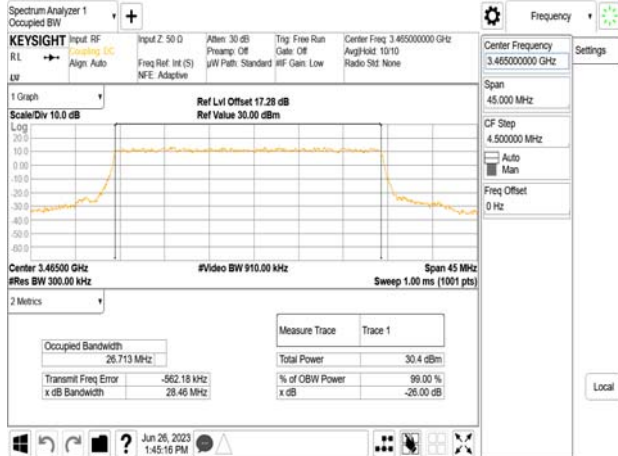 Spectrum Analyzer 1
Occupied BW
Frequency
KEYSIGHT
Input: RF
Coupling: DC
Align: Auto
Input Z: 50 Ω
Freq Ref: Int (S)
NFE: Adaptive
Atten: 30 dB
Preamp: Off
µW Path: Standard
Trig: Free Run
Gate: Off
#IF Gain: Low
Center Freq: 3.465000000 GHz
Avg|Hold: 10/10
Radio Std: None
RL
LXI
Center Frequency
3.465000000 GHz
Settings
Span
45.000 MHz
CF Step
4.500000 MHz
Auto
Man
Freq Offset
0 Hz
1 Graph
Scale/Div 10.0 dB
Ref Lvl Offset 17.28 dB
Ref Value 30.00 dBm
Log
20.0
10.0
0.00
-10.0
-20.0
-30.0
-40.0
-50.0
-60.0
Center 3.46500 GHz
#Res BW 300.00 kHz
#Video BW 910.00 kHz
Span 45 MHz
Sweep 1.00 ms (1001 pts)
2 Metrics
Measure Trace Trace 1
Occupied Bandwidth
26.713 MHz
Total Power 30.4 dBm
Transmit Freq Error -562.18 kHz
% of OBW Power 99.00 %
x dB Bandwidth 28.46 MHz
x dB -26.00 dB
Local
Jun 26, 2023
1:45:16 PM